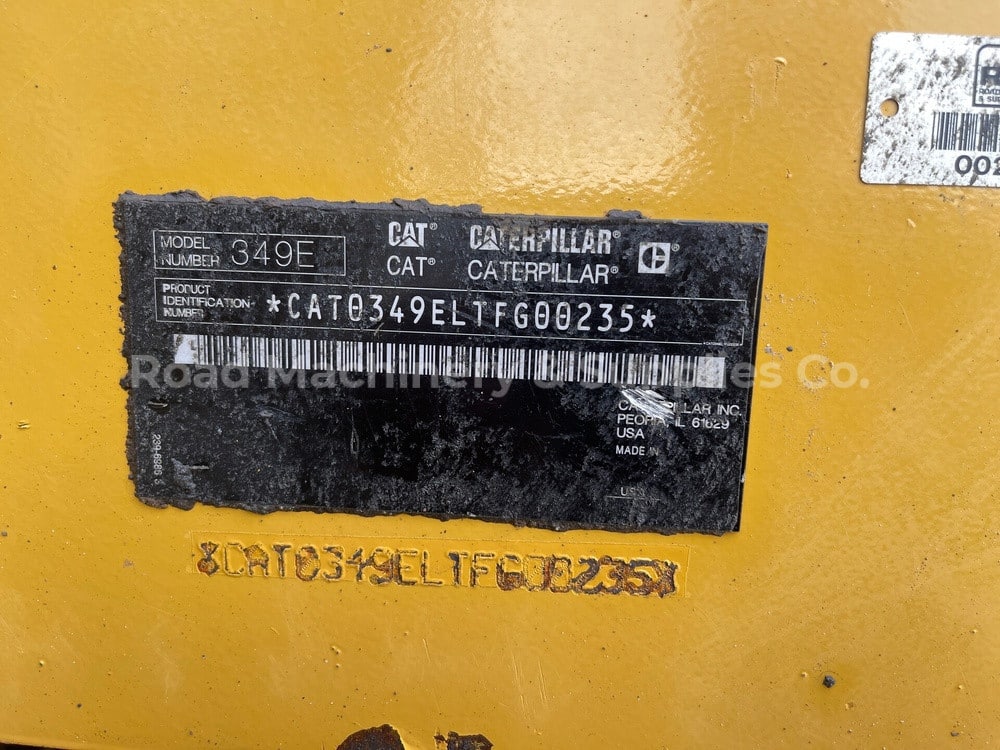 MODEL
NUMBER 349E
CAT® CATERPILLAR®
CAT® CATERPILLAR®
PRODUCT
IDENTIFICATION
NUMBER *CAT0349ELTFG00235*
Road Machinery & Supplies Co.
CATERPILLAR INC.
PEORIA, IL 61629
USA
MADE IN
USA
*CAT0349ELTFG00235*
002